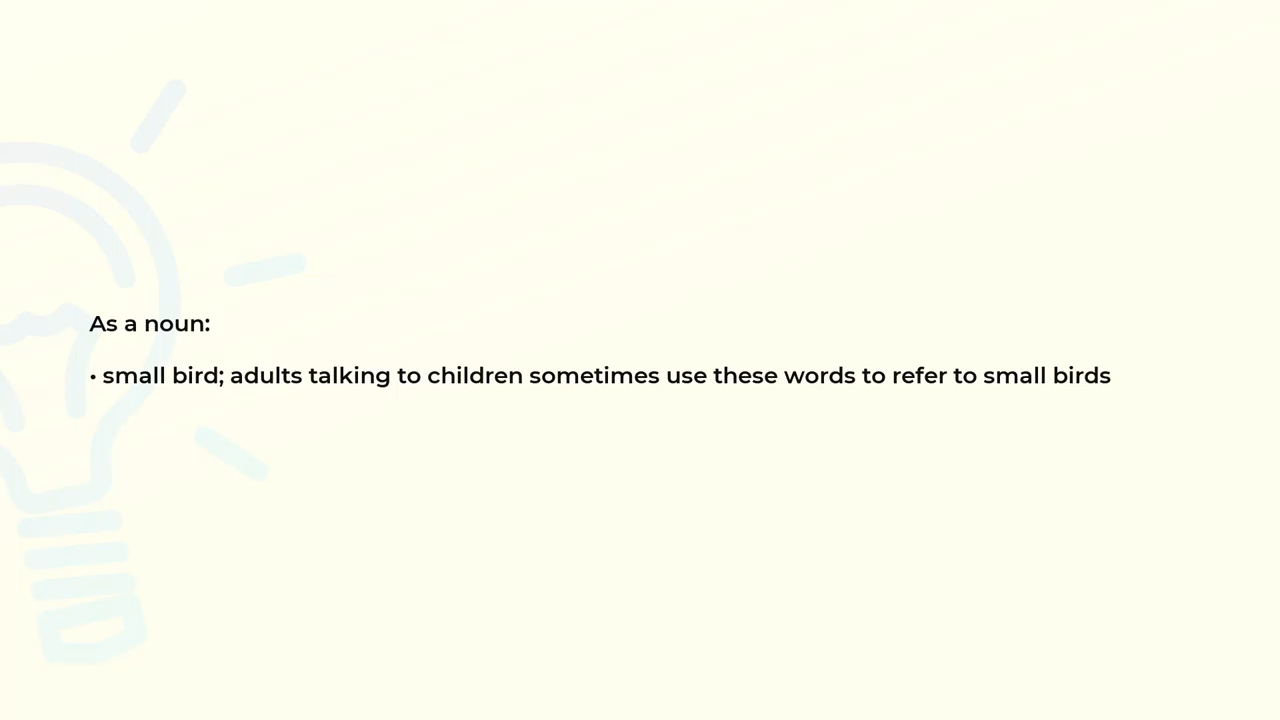 As a noun:
• small bird; adults talking to children sometimes use these words to refer to small birds